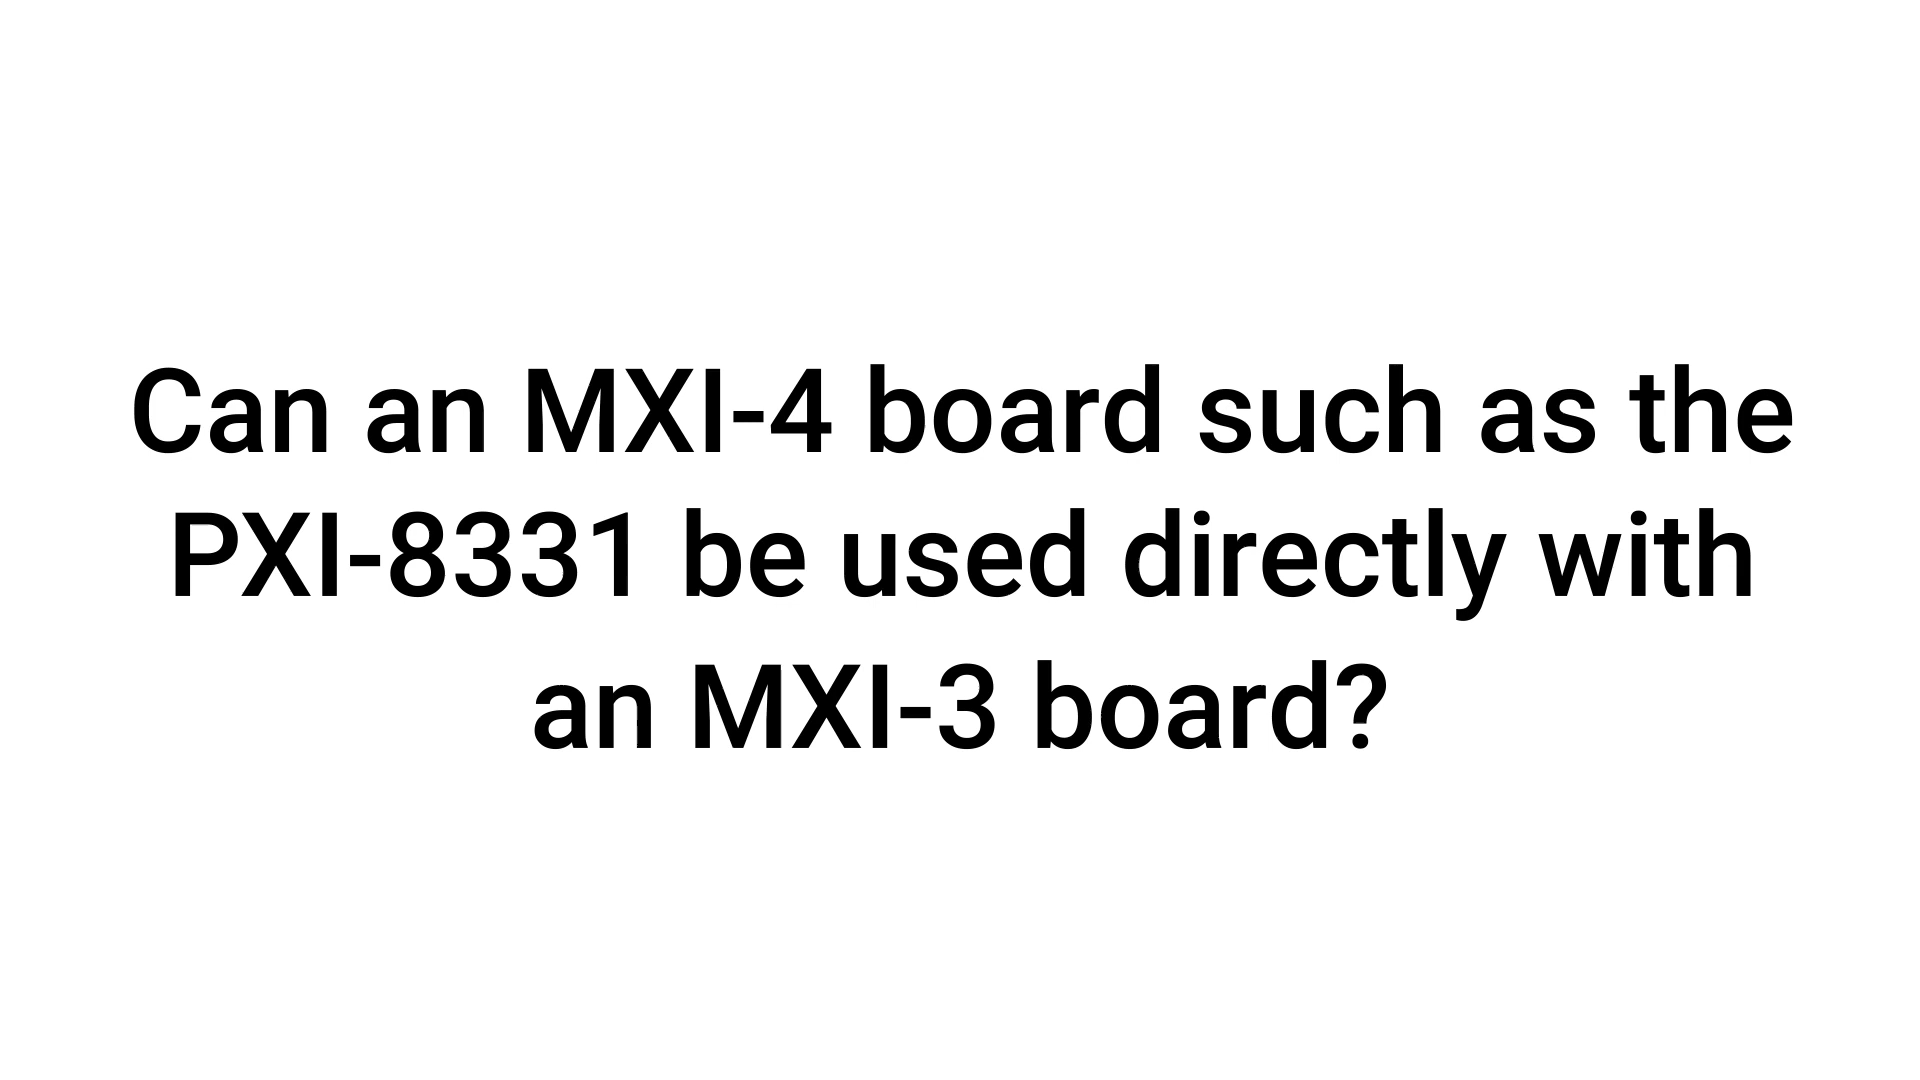 Can an MXI-4 board such as the
PXI-8331 be used directly with
an MXI-3 board?